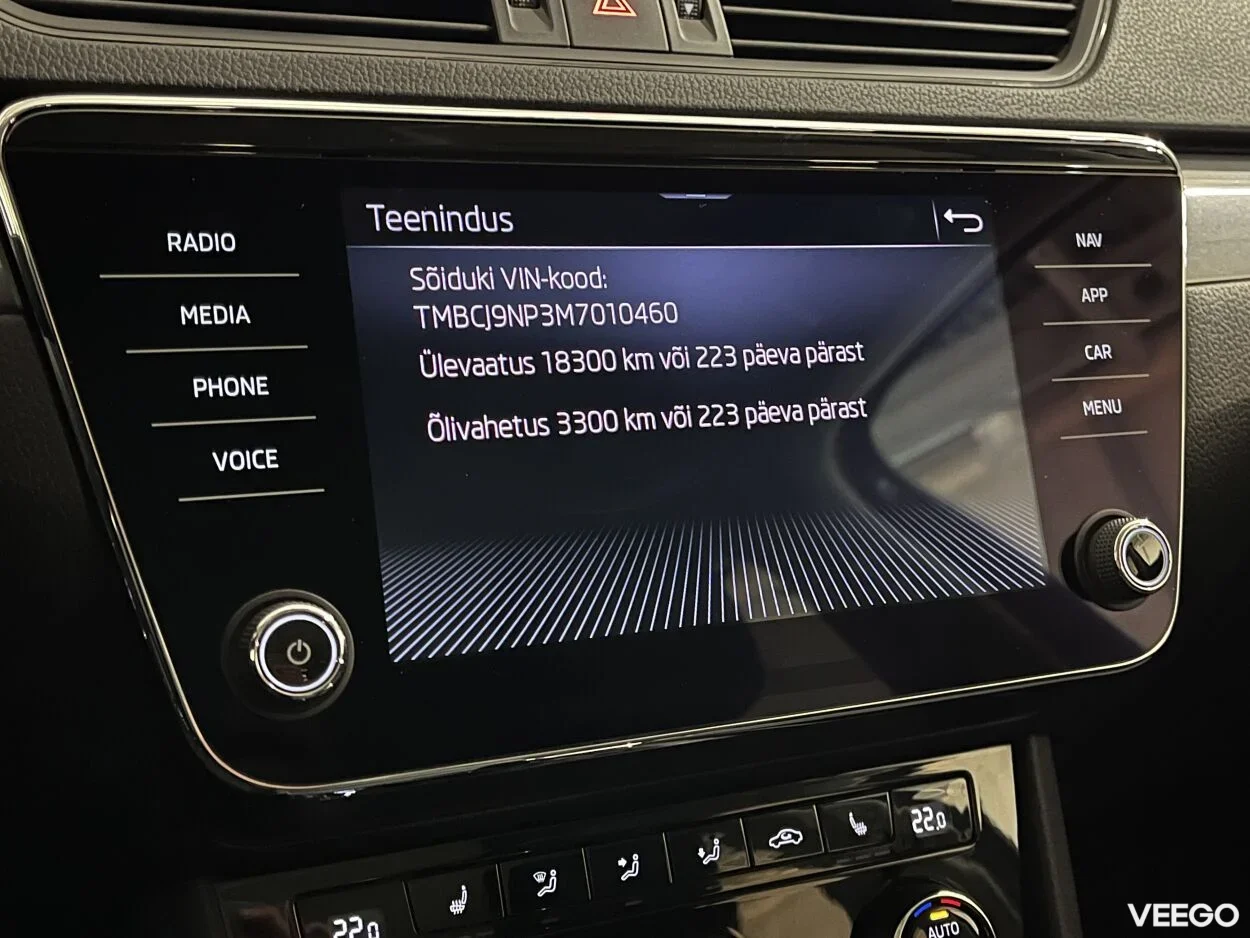 Teenindus
Sõiduki VIN-kood:
TMBCJ9NP3M7010460
Ülevaatus 18300 km või 223 päeva pärast
Õlivahetus 3300 km või 223 päeva pärast
RADIO
MEDIA
PHONE
VOICE
NAV
APP
CAR
MENU
22.0
22.0
AUTO
VEEGO